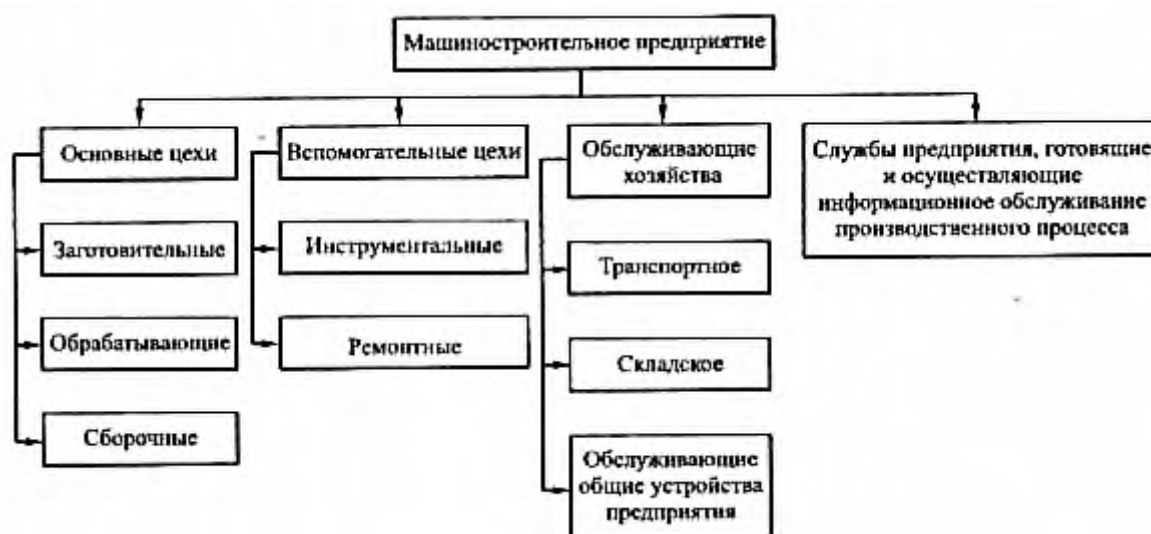 Машиностроительное предприятие
Основные цехи
Заготовительные
Обрабатывающие
Сборочные
Вспомогательные цехи
Инструментальные
Ремонтные
Обслуживающие
хозяйства
Транспортное
Складское
Обслуживающие
общие устройства
предприятия
Службы предприятия, готовящие
и осуществляющие
информационное обслуживание
производственного процесса